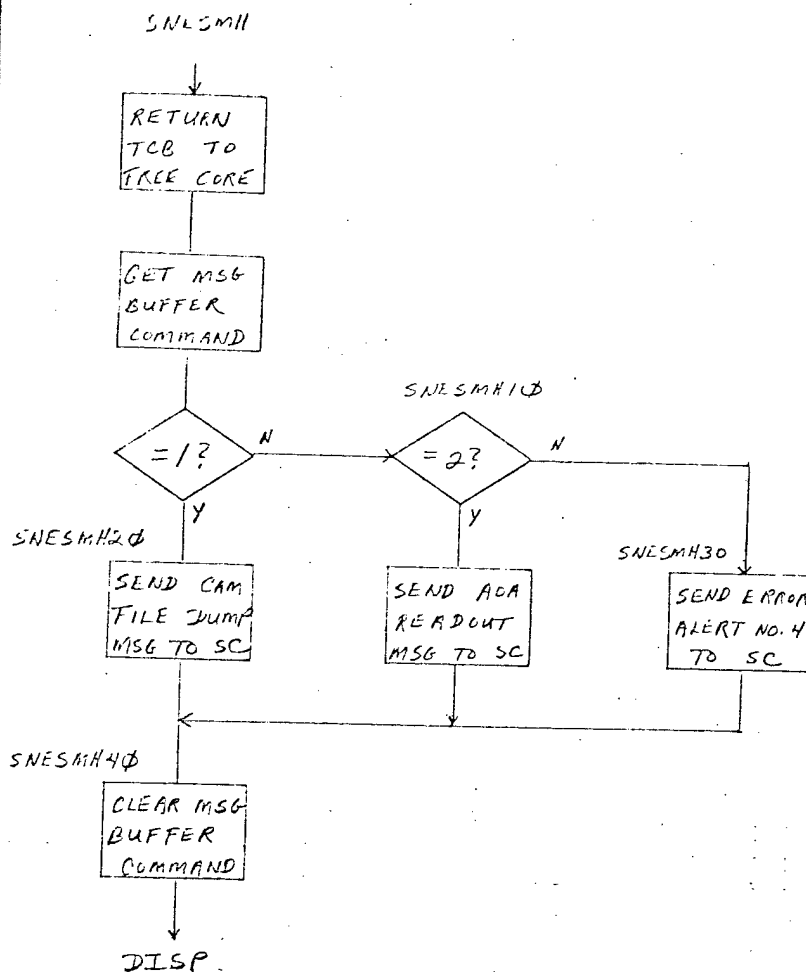 SNESMH
RETURN
TCB TO
FREE CORE
GET MSG
BUFFER
COMMAND
SNESMH10
=1?
N
=2?
N
Y
Y
SNESMH20
SNESMH30
SEND CAM
FILE DUMP
MSG TO SC
SEND AOA
READOUT
MSG TO SC
SEND ERROR
ALERT NO. 4
TO SC
SNESMH40
CLEAR MSG
BUFFER
COMMAND
DISP.